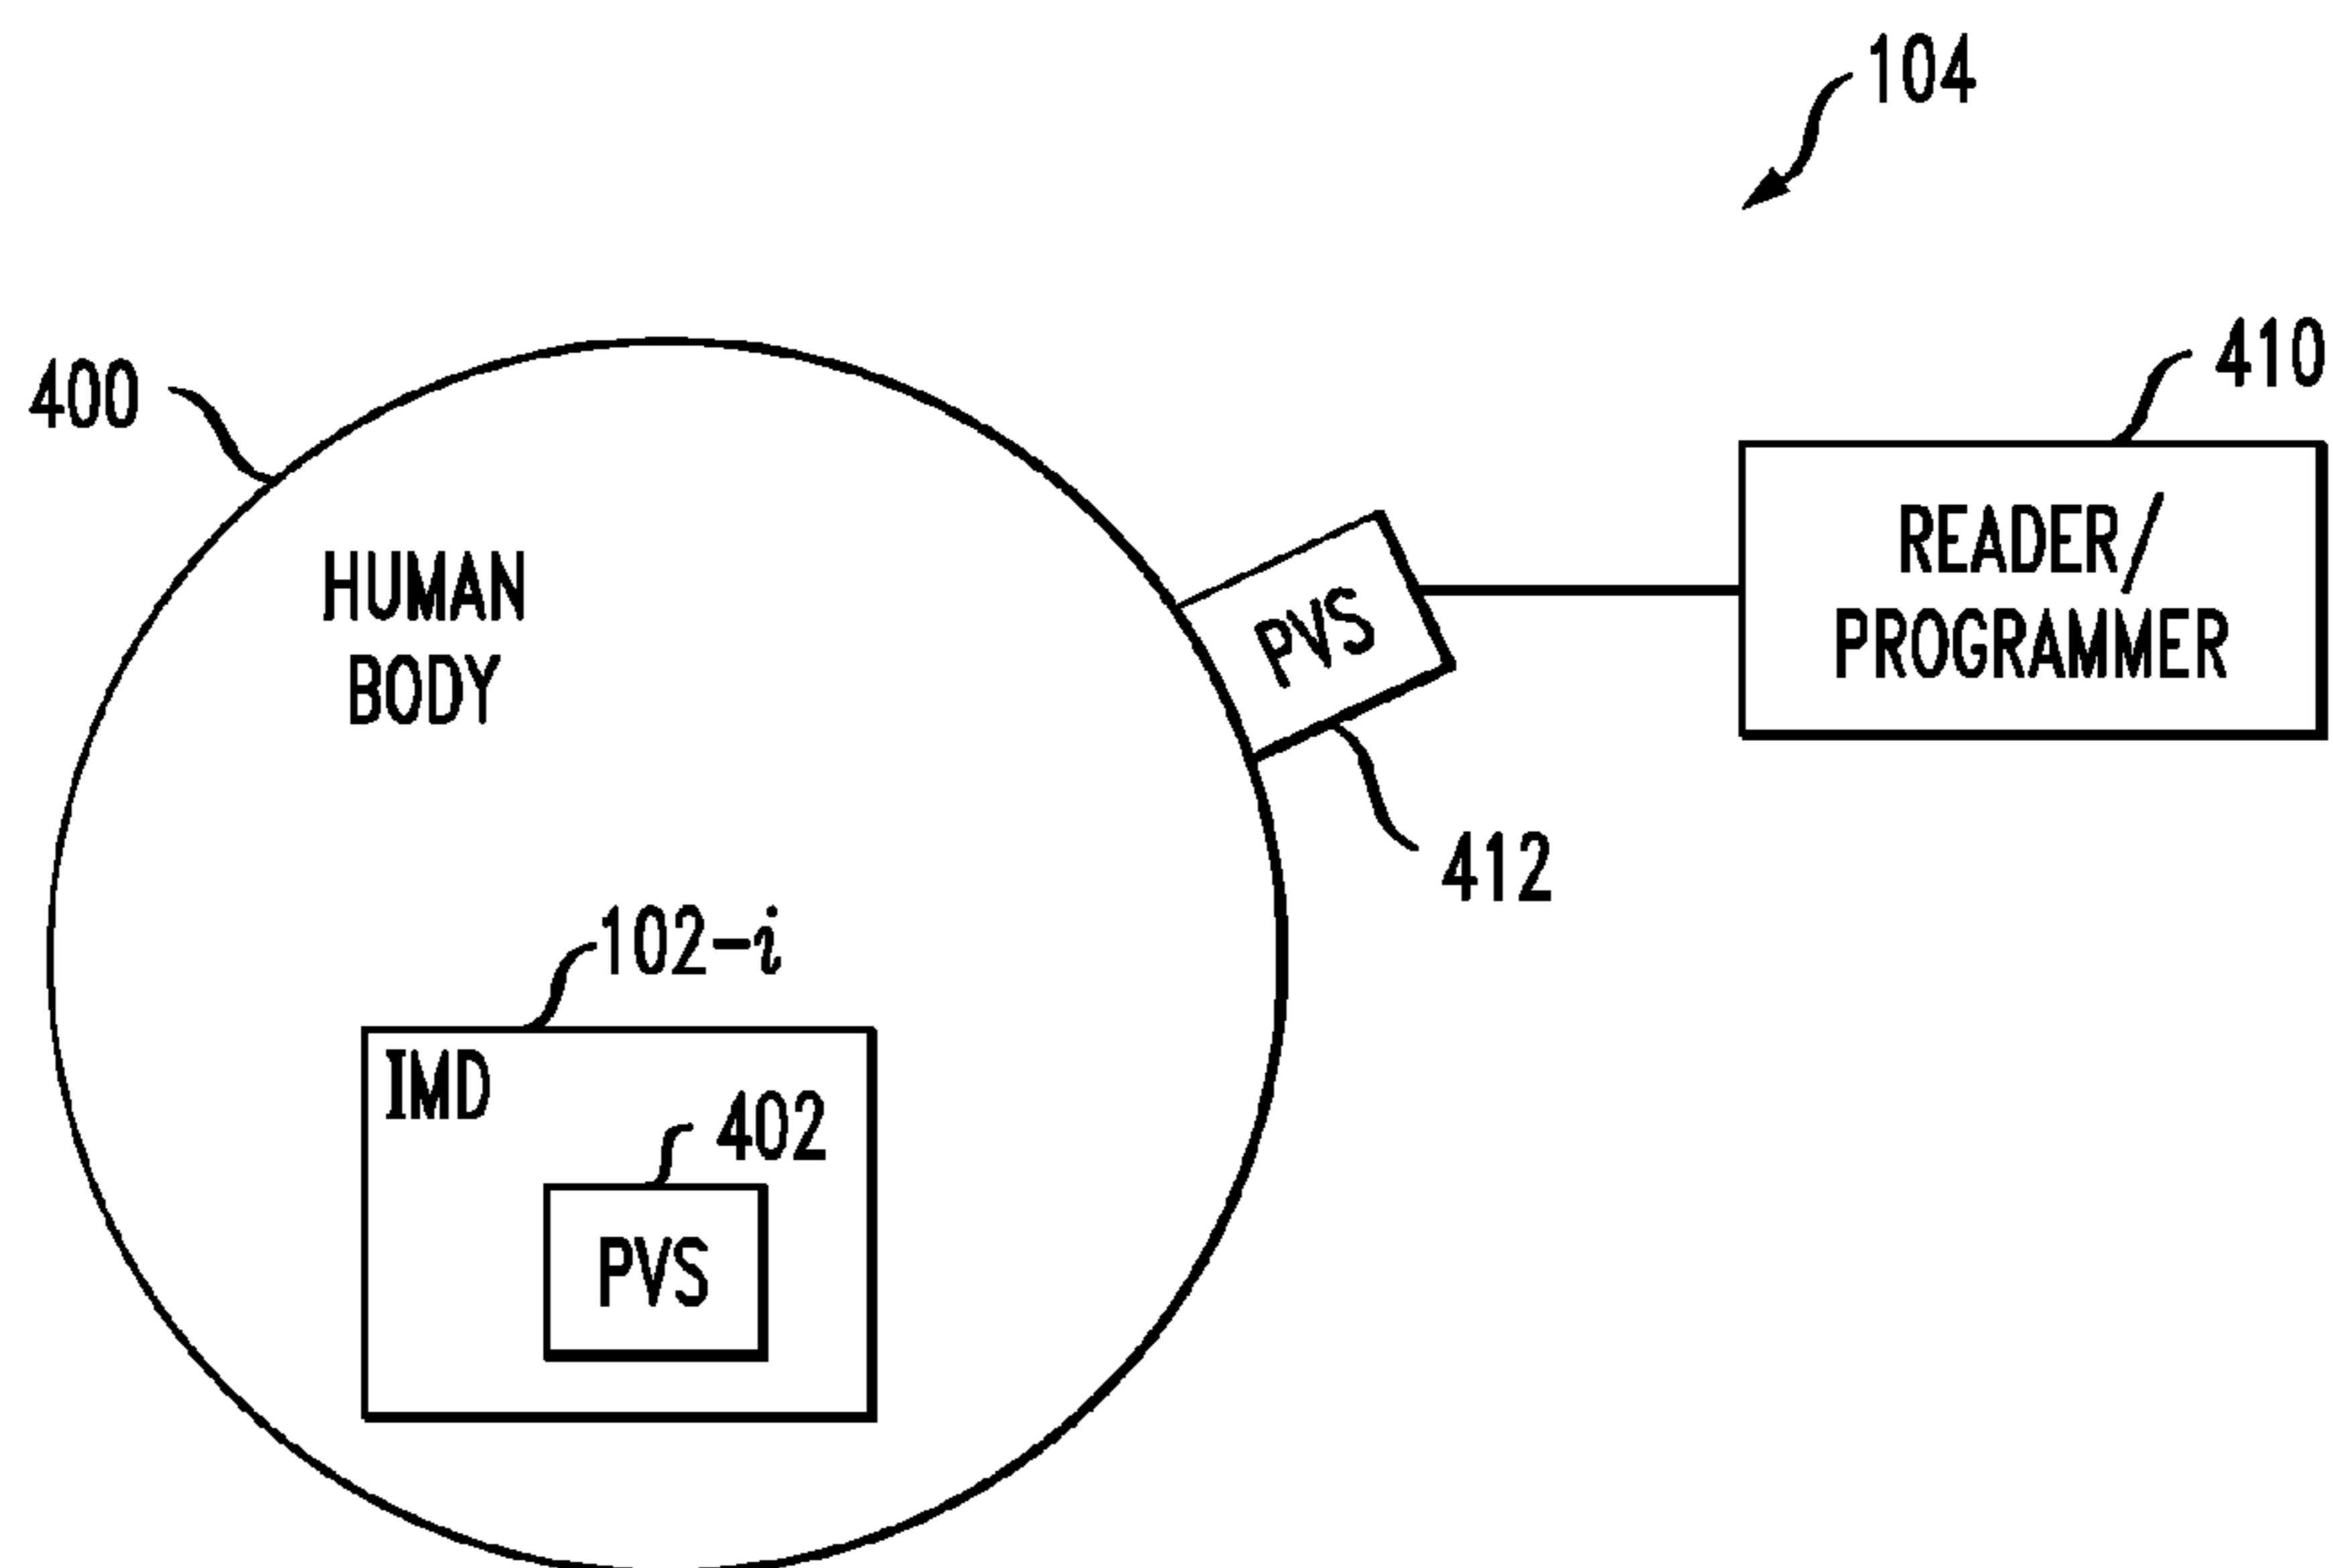 104
400
410
HUMAN
BODY
PVS
READER/
PROGRAMMER
412
102-i
IMD
402
PVS